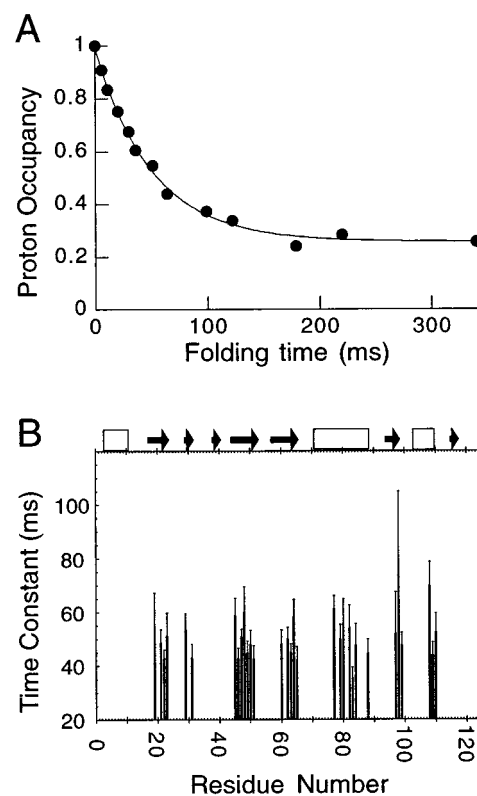 A
Proton Occupancy
1
0.8
0.6
0.4
0.2
0
0 100 200 300
Folding time (ms)
B
Time Constant (ms)
100
80
60
40
20
0 20 40 60 80 100 120
Residue Number